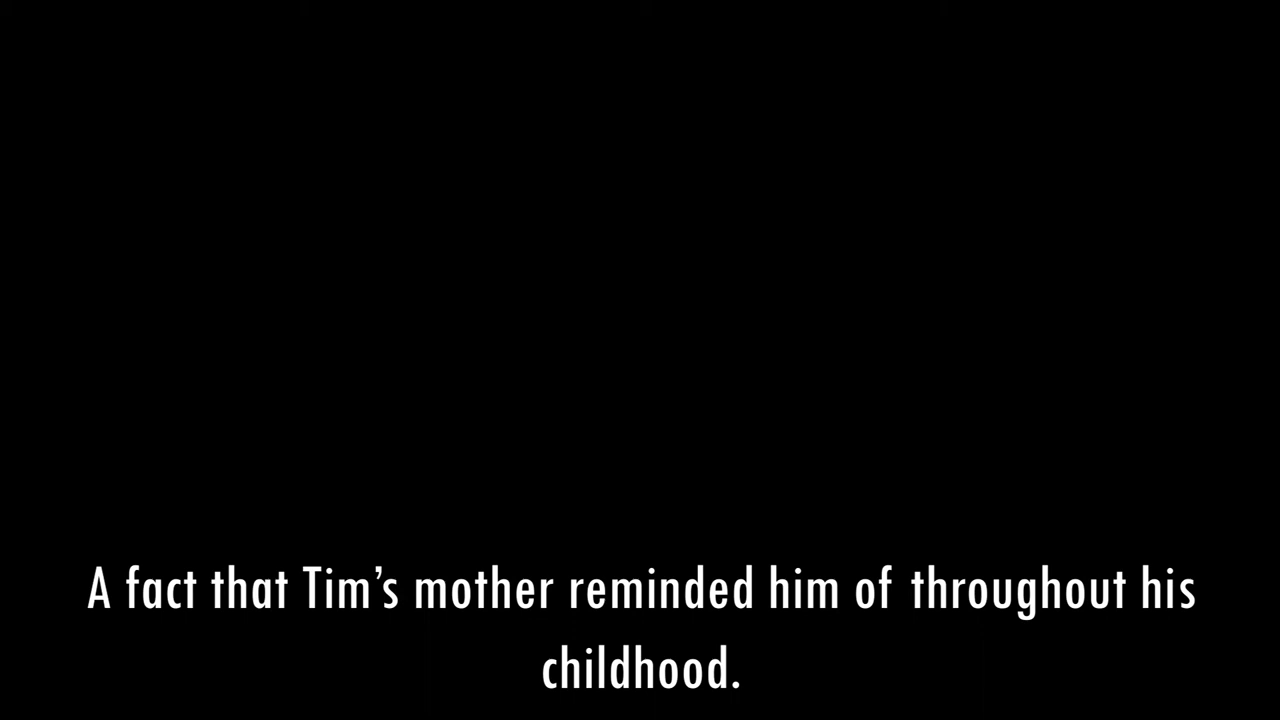 A fact that Tim’s mother reminded him of throughout his
childhood.